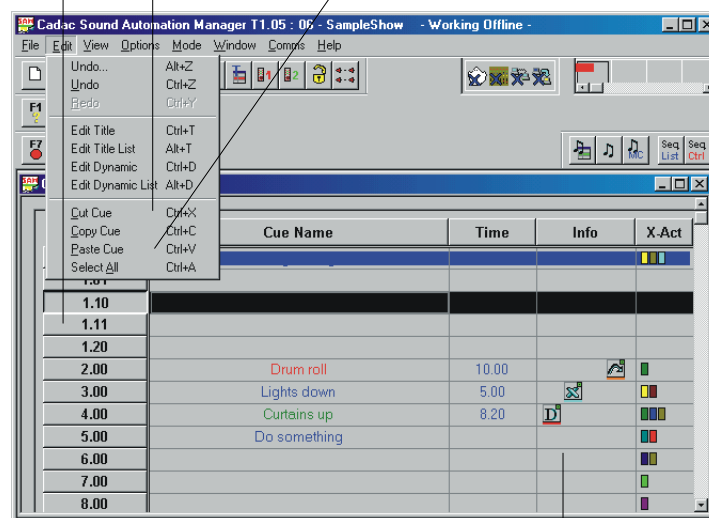 Cadac Sound Automation Manager T1.05 : 06 - SampleShow - Working Offline -
File Edit View Options Mode Window Comms Help
Undo... Alt+Z
Undo Ctrl+Z
Redo Ctrl+Y
Edit Title Ctrl+T
Edit Title List Alt+T
Edit Dynamic Ctrl+D
Edit Dynamic List Alt+D
Cut Cue Ctrl+X
Copy Cue Ctrl+C
Paste Cue Ctrl+V
Select All Ctrl+A
F1
F7
MC
Seq List
Seq Ctrl
SAM
Cue Name Time Info X-Act
1.01
1.10
1.11
1.20
2.00 Drum roll 10.00
3.00 Lights down 5.00
4.00 Curtains up 8.20 D
5.00 Do something
6.00
7.00
8.00